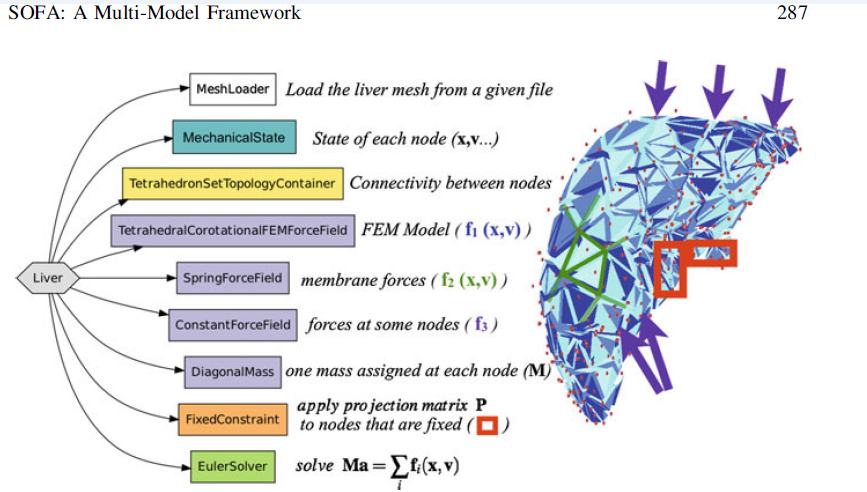 SOFA: A Multi-Model Framework 287
MeshLoader Load the liver mesh from a given file
MechanicalState State of each node (x,v...)
TetrahedronSetTopologyContainer Connectivity between nodes
TetrahedralCorotationalFEMForceField FEM Model ( f₁ (x,v) )
Liver
SpringForceField membrane forces ( f₂ (x,v) )
ConstantForceField forces at some nodes ( f₃ )
DiagonalMass one mass assigned at each node (M)
FixedConstraint apply projection matrix P
to nodes that are fixed ( )
EulerSolver solve Ma = ∑fᵢ(x, v)
i